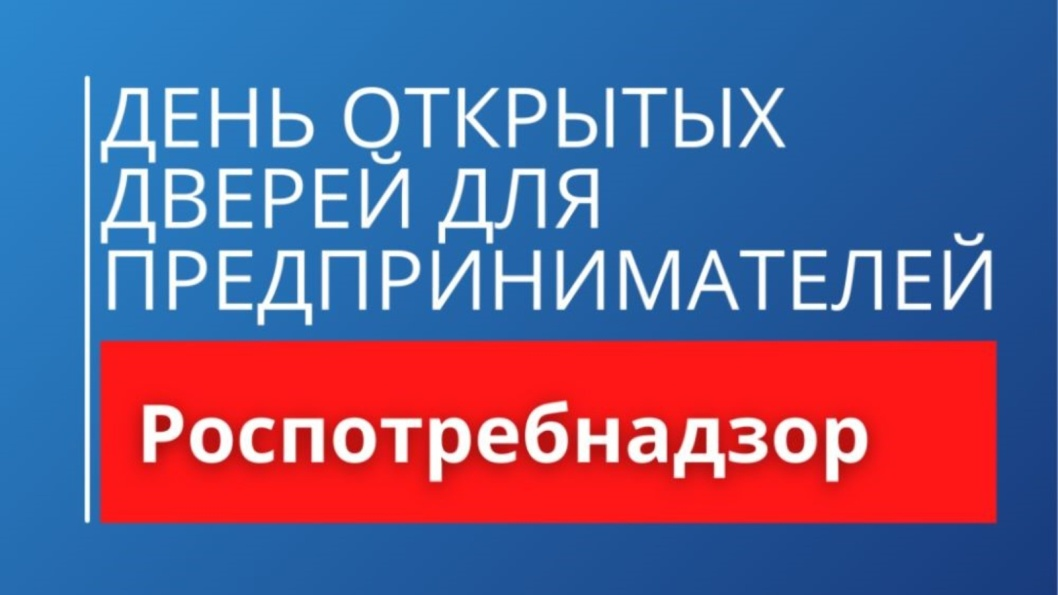 ДЕНЬ ОТКРЫТЫХ
ДВЕРЕЙ ДЛЯ
ПРЕДПРИНИМАТЕЛЕЙ
Роспотребнадзор